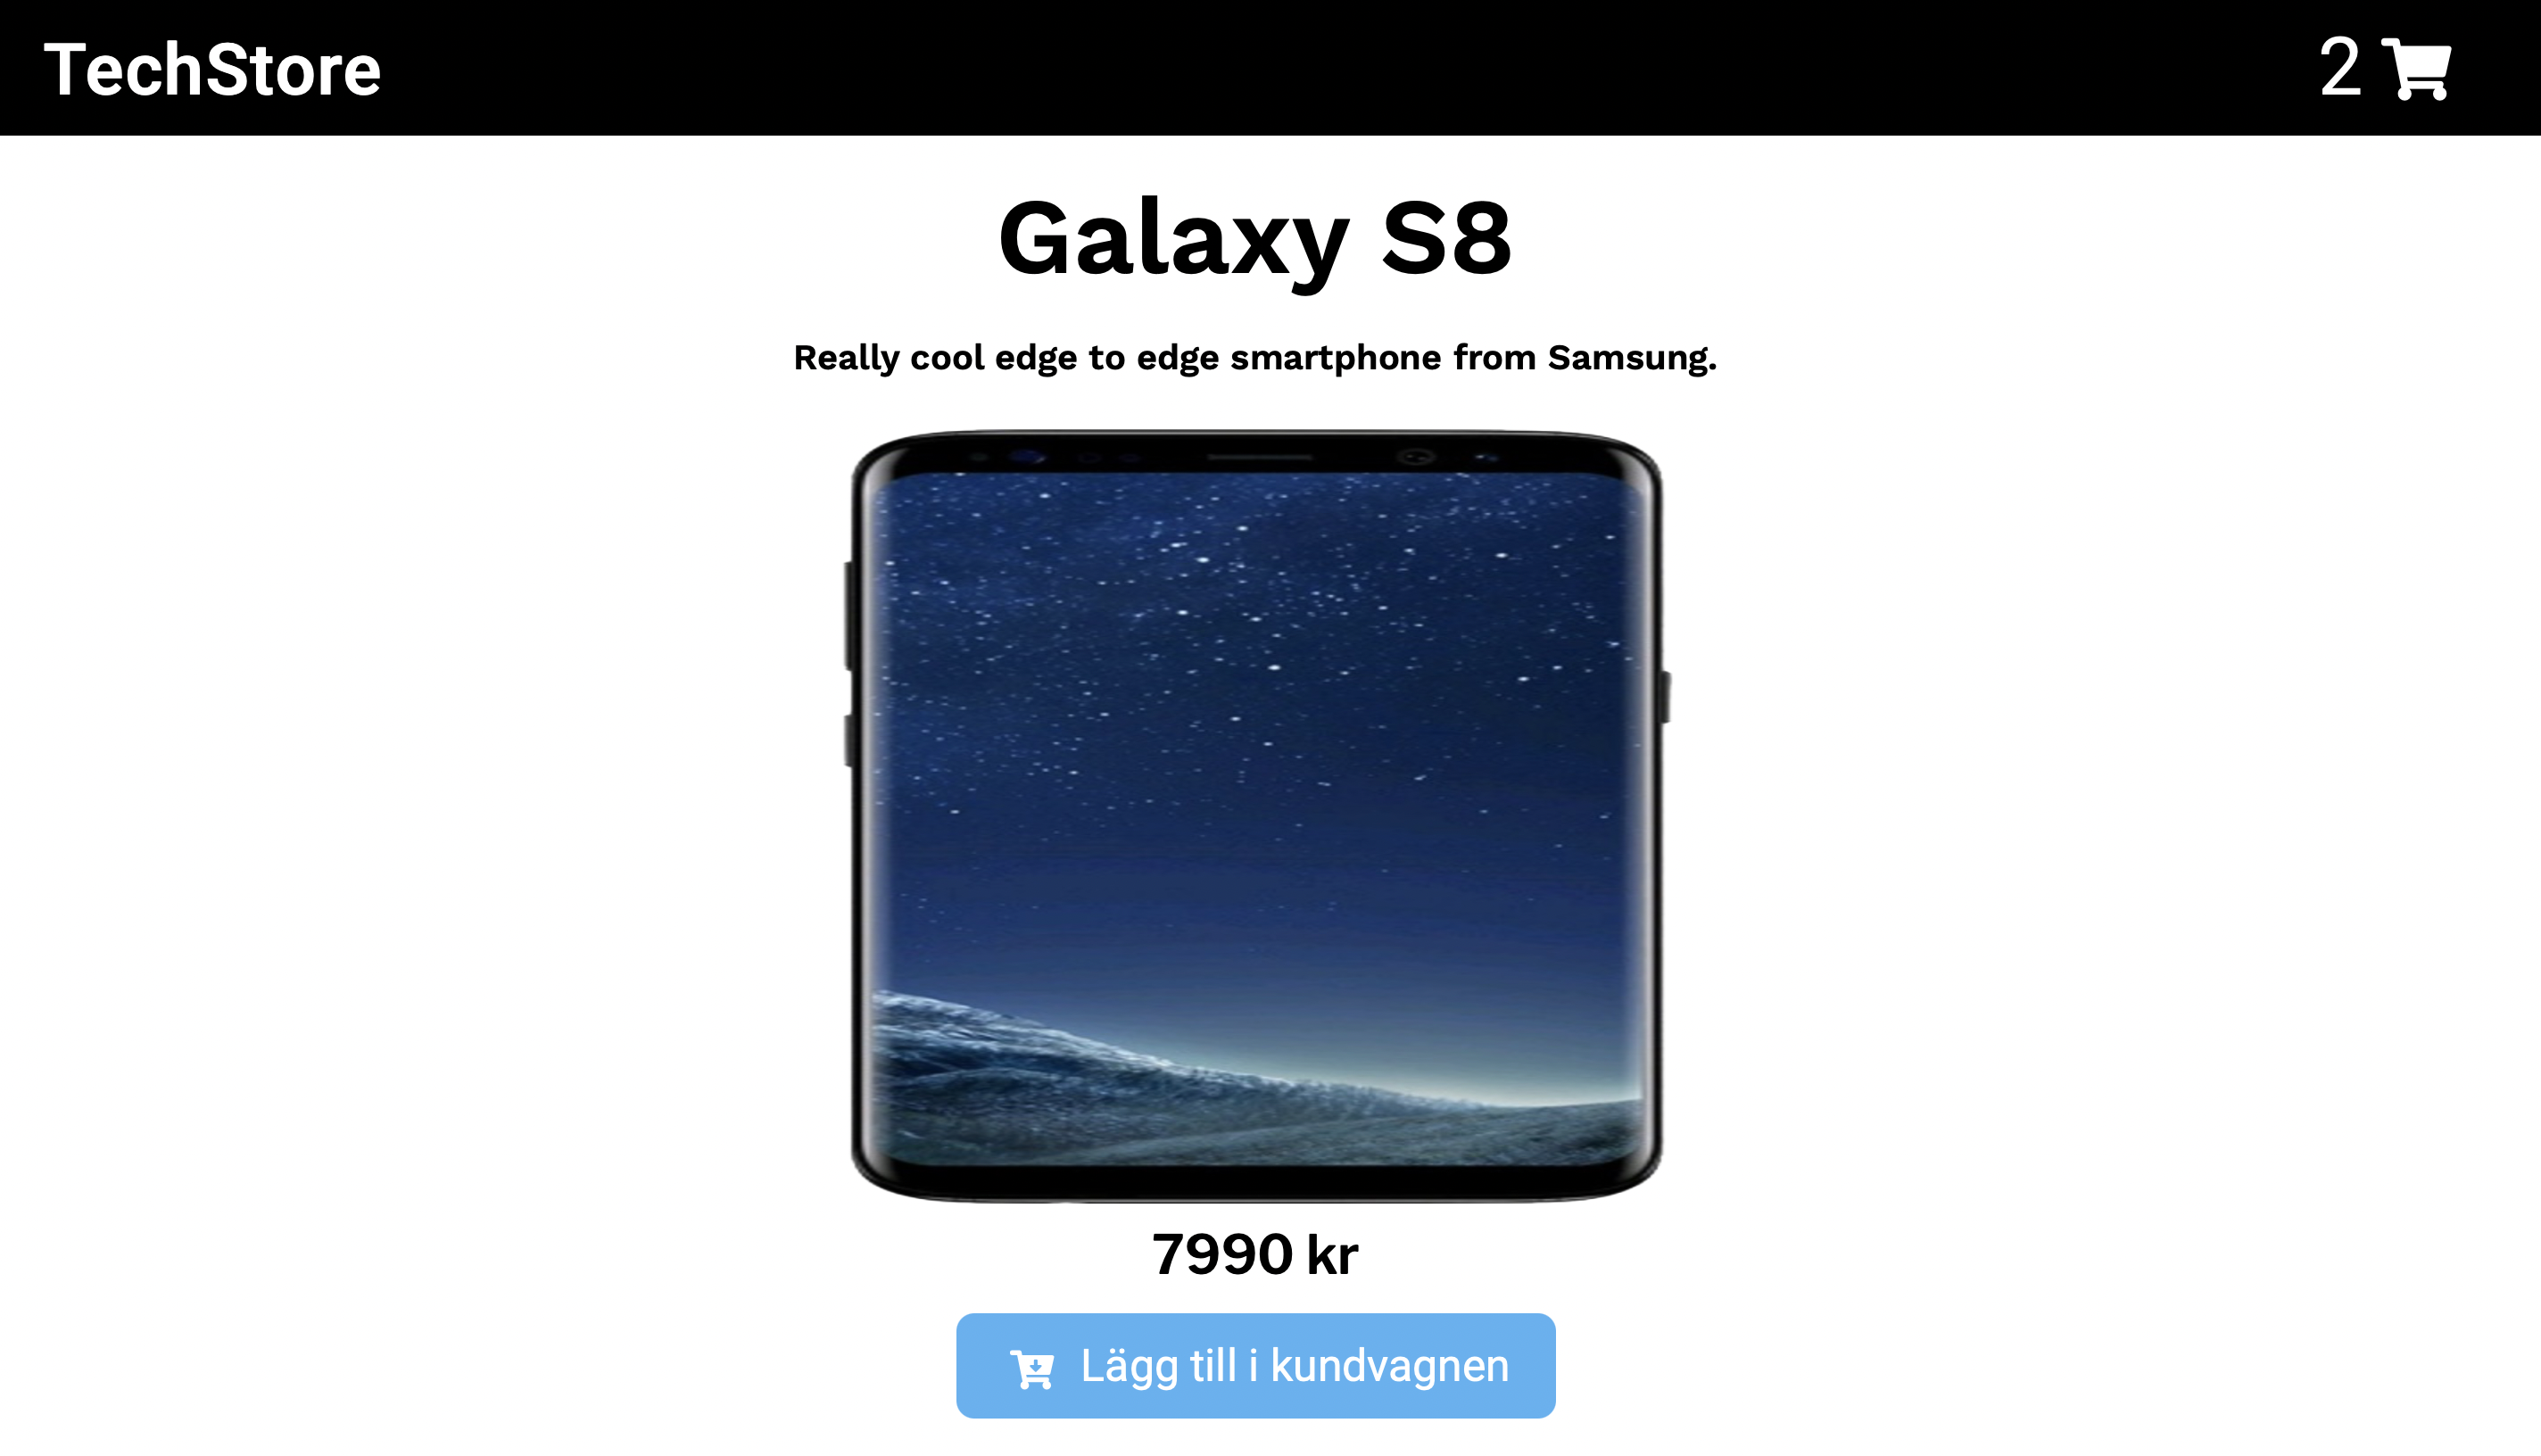 TechStore
2
Galaxy S8
Really cool edge to edge smartphone from Samsung.
7990 kr
Lägg till i kundvagnen